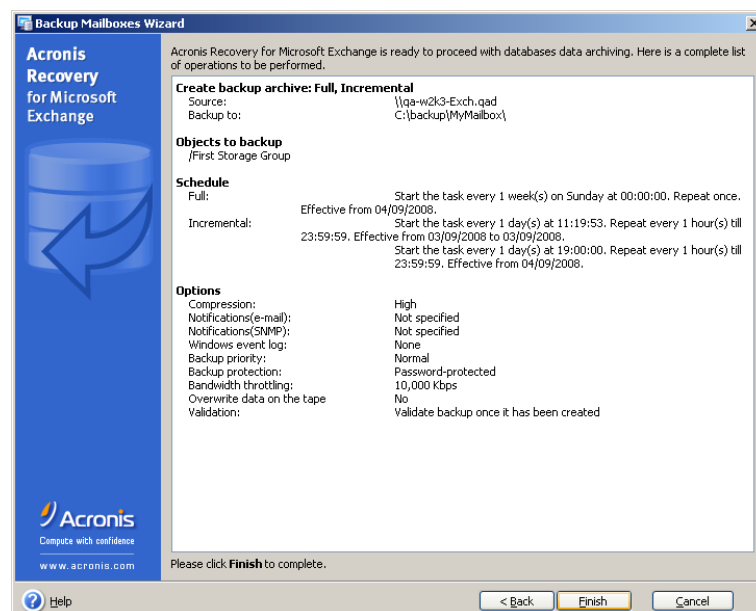 Backup Mailboxes Wizard
Acronis
Recovery
for Microsoft
Exchange
Acronis Recovery for Microsoft Exchange is ready to proceed with databases data archiving. Here is a complete list
of operations to be performed.
Create backup archive: Full, Incremental
Source: \\qa-w2k3-Exch.qad
Backup to: C:\backup\MyMailbox\
Objects to backup
/First Storage Group
Schedule
Full: Start the task every 1 week(s) on Sunday at 00:00:00. Repeat once.
Effective from 04/09/2008.
Incremental: Start the task every 1 day(s) at 11:19:53. Repeat every 1 hour(s) till
23:59:59. Effective from 03/09/2008 to 03/09/2008.
Start the task every 1 day(s) at 19:00:00. Repeat every 1 hour(s) till
23:59:59. Effective from 04/09/2008.
Options
Compression: High
Notifications(e-mail): Not specified
Notifications(SNMP): Not specified
Windows event log: None
Backup priority: Normal
Backup protection: Password-protected
Bandwidth throttling: 10,000 Kbps
Overwrite data on the tape No
Validation: Validate backup once it has been created
Acronis
Compute with confidence
www.acronis.com
Please click Finish to complete.
Help
< Back
Finish
Cancel